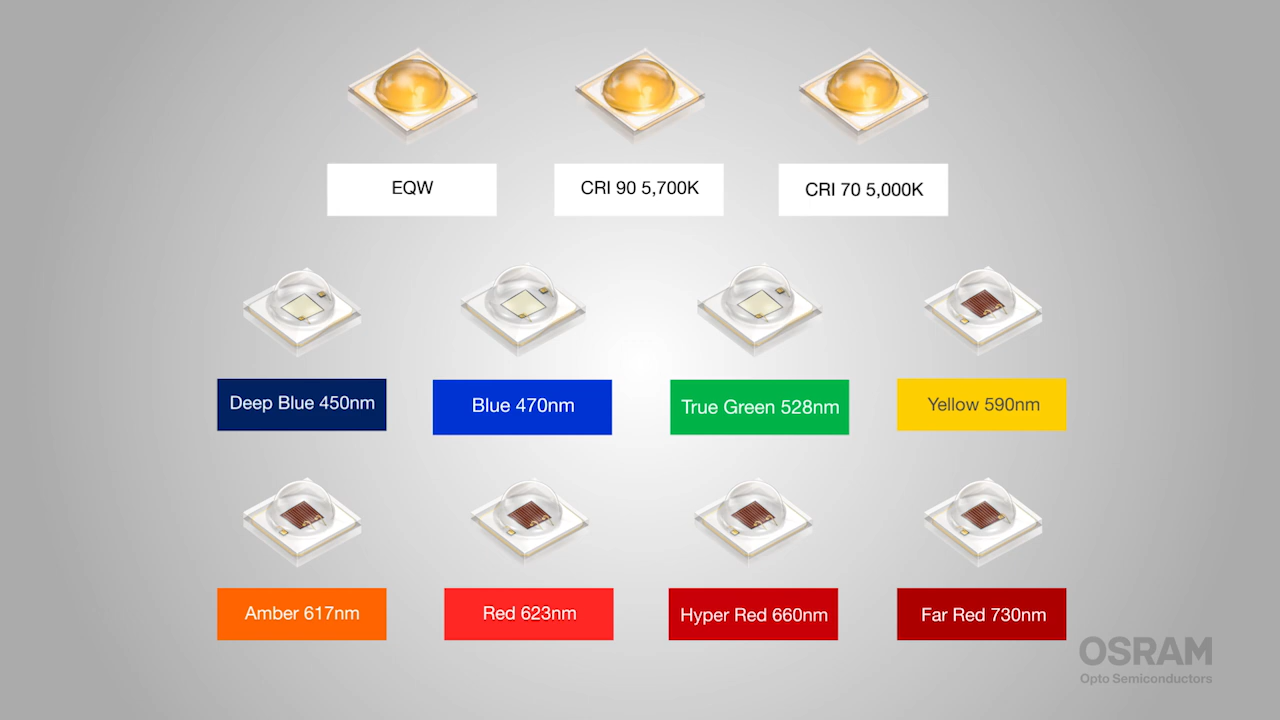 EQW
CRI 90 5,700K
CRI 70 5,000K
Deep Blue 450nm
Blue 470nm
True Green 528nm
Yellow 590nm
Amber 617nm
Red 623nm
Hyper Red 660nm
Far Red 730nm
OSRAM
Opto Semiconductors